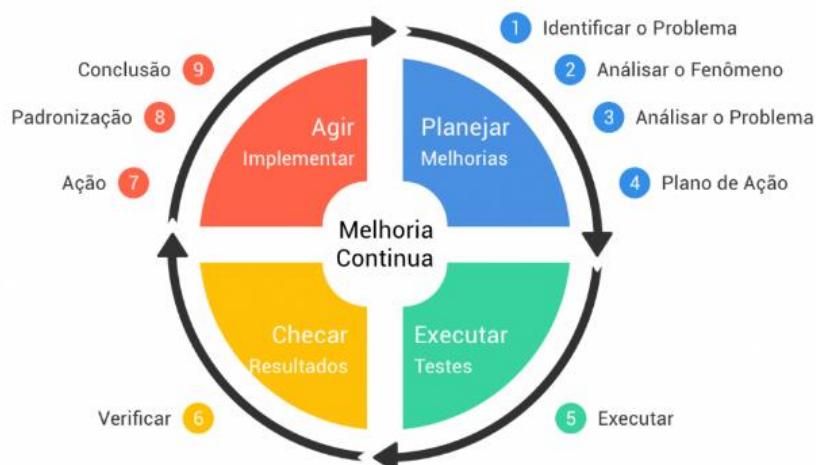 1 Identificar o Problema
2 Análisar o Fenômeno
3 Análisar o Problema
4 Plano de Ação
Conclusão 9
Padronização 8
Ação 7
Agir
Implementar
Planejar
Melhorias
Melhoria
Continua
Checar
Resultados
Executar
Testes
Verificar 6
5 Executar